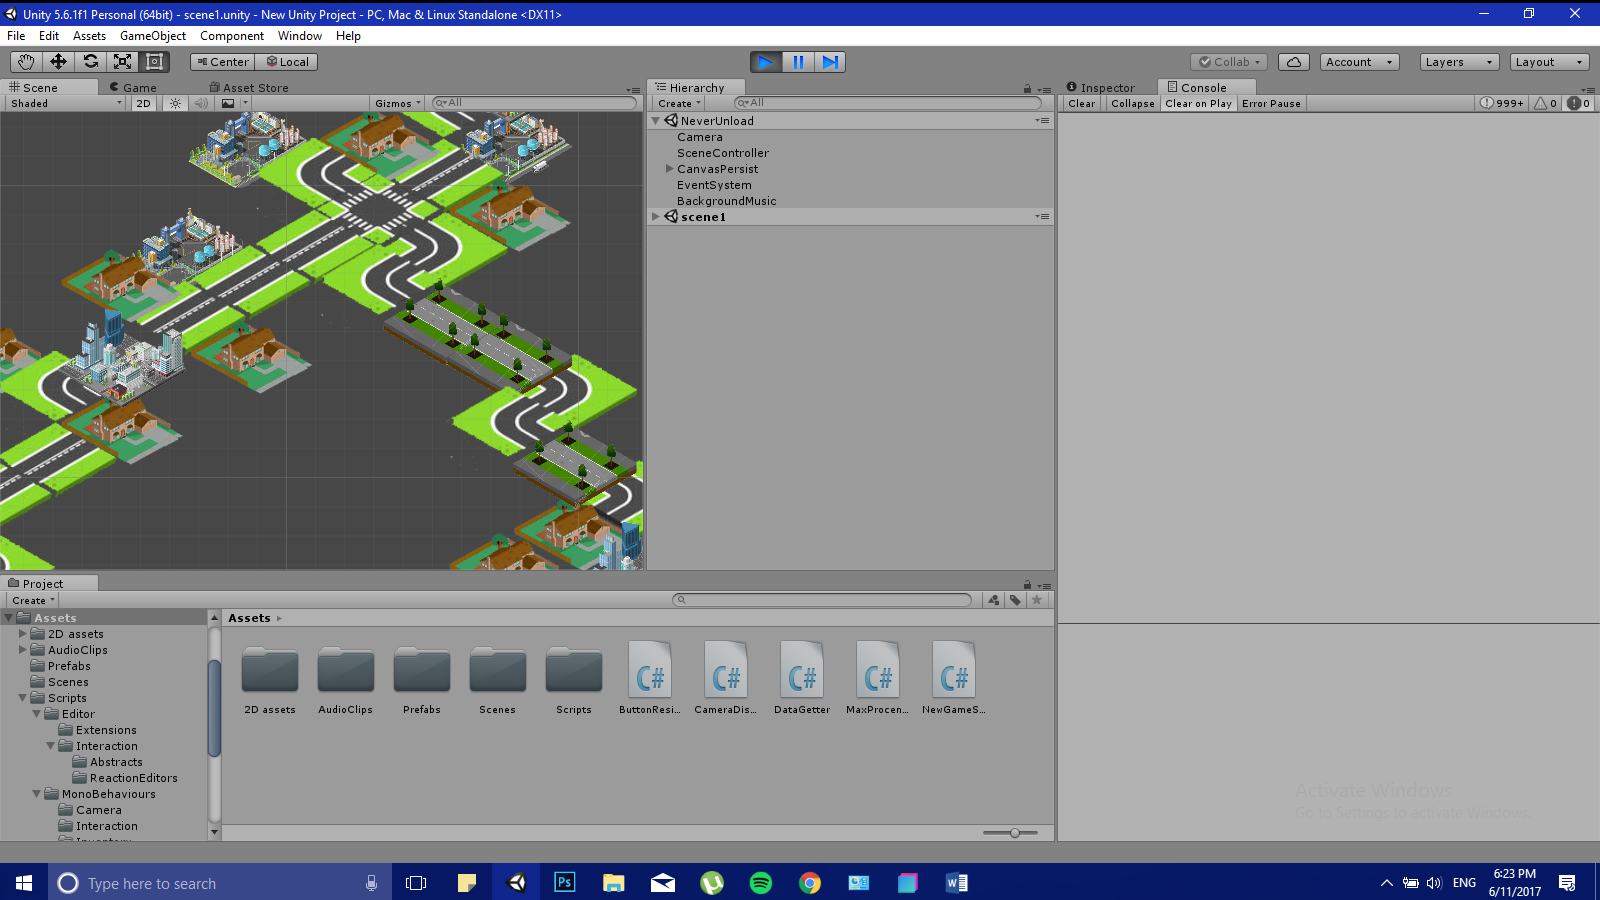 Unity 5.6.1f1 Personal (64bit) - scene1.unity - New Unity Project - PC, Mac & Linux Standalone <DX11>
File Edit Assets GameObject Component Window Help
Center Local Collab Account Layers Layout
Scene Game Asset Store Hierarchy Inspector Console
Shaded 2D Gizmos All Create All Clear Collapse Clear on Play Error Pause 999+ 0 0
NeverUnload
Camera
SceneController
CanvasPersist
EventSystem
BackgroundMusic
scene1
Project
Create
Assets
2D assets
AudioClips
Prefabs
Scenes
Scripts
Editor
Extensions
Interaction
Abstracts
ReactionEditors
MonoBehaviours
Camera
Interaction
Inventory
Assets
2D assets AudioClips Prefabs Scenes Scripts ButtonResi... CameraDis... DataGetter MaxProcen... NewGameS...
C# C# C# C# C#
Activate Windows
Go to Settings to activate Windows.
Type here to search
Ps
ENG
6:23 PM
6/11/2017